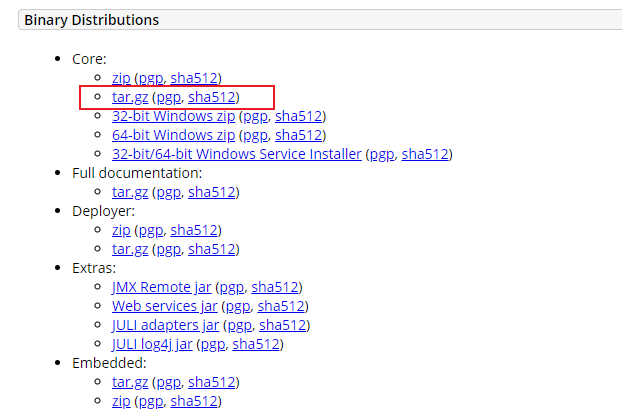 Binary Distributions
Core:
zip (pgp, sha512)
tar.gz (pgp, sha512)
32-bit Windows zip (pgp, sha512)
64-bit Windows zip (pgp, sha512)
32-bit/64-bit Windows Service Installer (pgp, sha512)
Full documentation:
tar.gz (pgp, sha512)
Deployer:
zip (pgp, sha512)
tar.gz (pgp, sha512)
Extras:
JMX Remote jar (pgp, sha512)
Web services jar (pgp, sha512)
JULI adapters jar (pgp, sha512)
JULI log4j jar (pgp, sha512)
Embedded:
tar.gz (pgp, sha512)
zip (pgp, sha512)